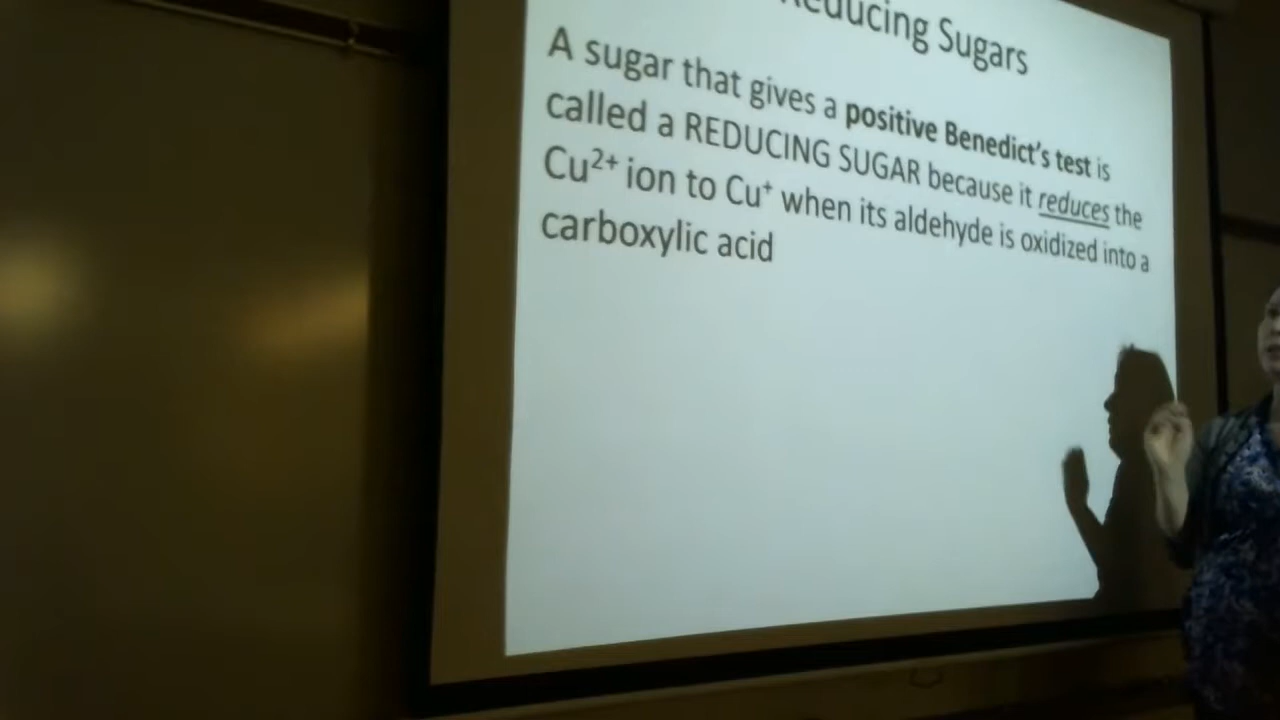 Reducing Sugars
A sugar that gives a positive Benedict's test is
called a REDUCING SUGAR because it reduces the
Cu²⁺ ion to Cu⁺ when its aldehyde is oxidized into a
carboxylic acid